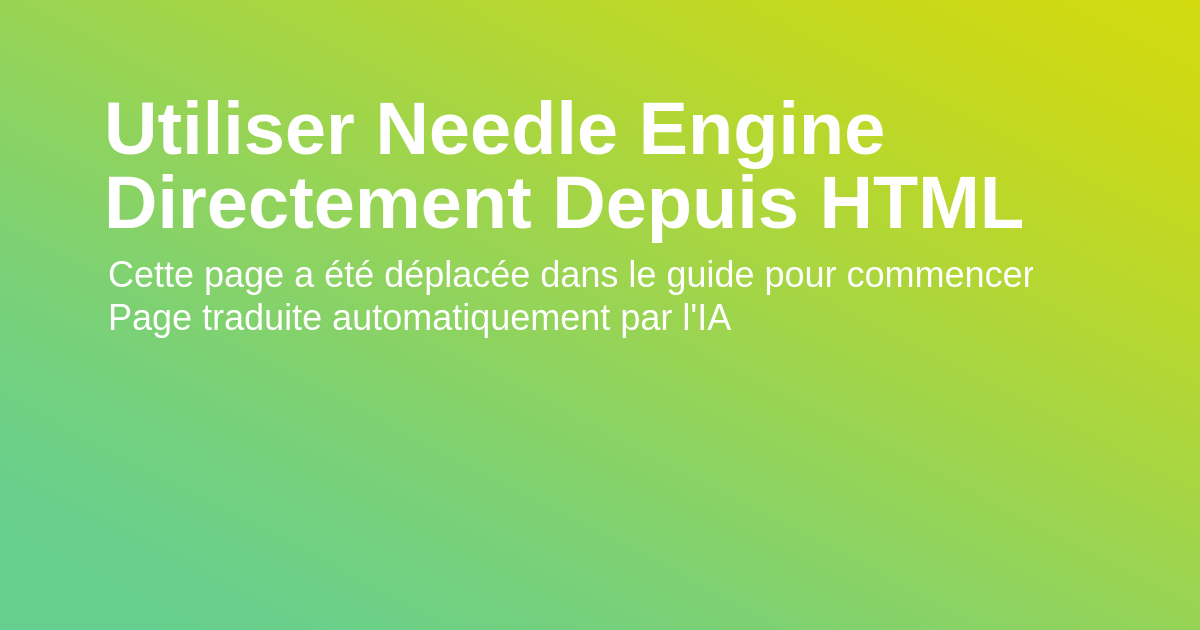 Utiliser Needle Engine
Directement Depuis HTML
Cette page a été déplacée dans le guide pour commencer
Page traduite automatiquement par l'IA